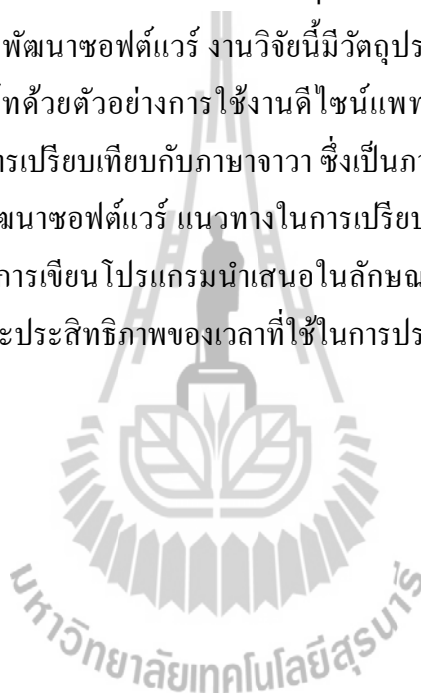 พัฒนาซอฟต์แวร์ งานวิจัยนี้มีวัตถุประ
ทด้วยตัวอย่างการใช้งานดีไซน์แพท
ารเปรียบเทียบกับภาษาจาวา ซึ่งเป็นภา
ฒนาซอฟต์แวร์ แนวทางในการเปรียบ
การเขียนโปรแกรมนำเสนอในลักษณ
ะประสิทธิภาพของเวลาที่ใช้ในการประ
มหาวิทยาลัยเทคโนโลยีสุรนารี